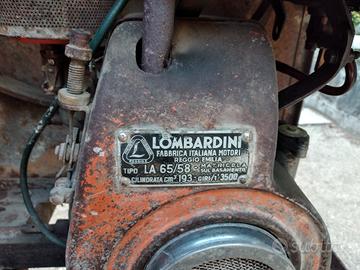 LOMBARDINI
FABBRICA ITALIANA MOTORI
REGGIO EMILIA
TIPO LA 65/58 - MATRICOLA SUL BASAMENTO
CILINDRATA cm³ 193 - GIRI/1' 3500
subito